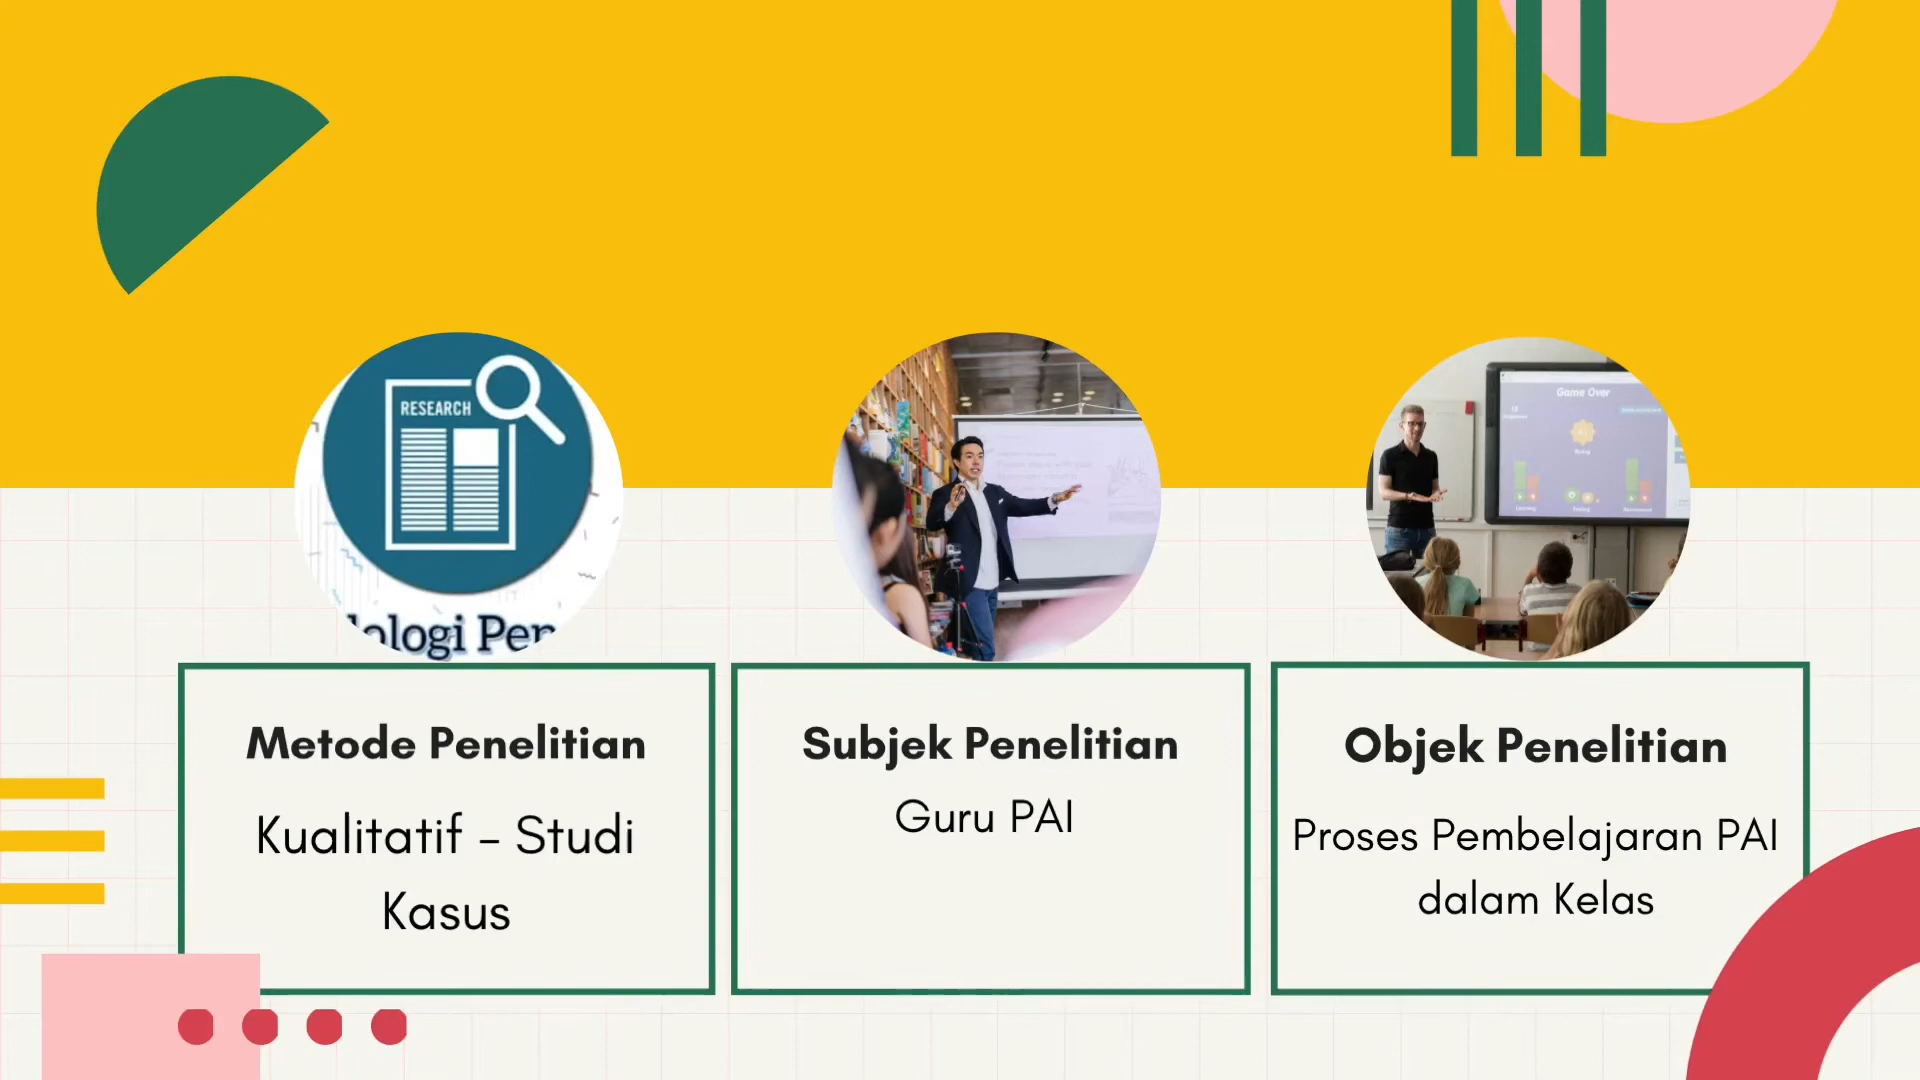 RESEARCH
Game Over
Metode Penelitian
Kualitatif – Studi
Kasus
Subjek Penelitian
Guru PAI
Objek Penelitian
Proses Pembelajaran PAI
dalam Kelas